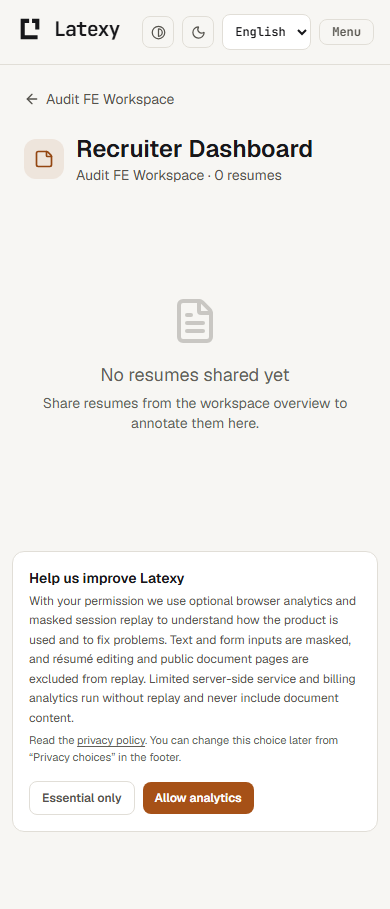 Latexy
English
Menu
Audit FE Workspace
Recruiter Dashboard
Audit FE Workspace · 0 resumes
No resumes shared yet
Share resumes from the workspace overview to
annotate them here.
Help us improve Latexy
With your permission we use optional browser analytics and
masked session replay to understand how the product is
used and to fix problems. Text and form inputs are masked,
and résumé editing and public document pages are
excluded from replay. Limited server-side service and billing
analytics run without replay and never include document
content.
Read the privacy policy. You can change this choice later from
“Privacy choices” in the footer.
Essential only
Allow analytics